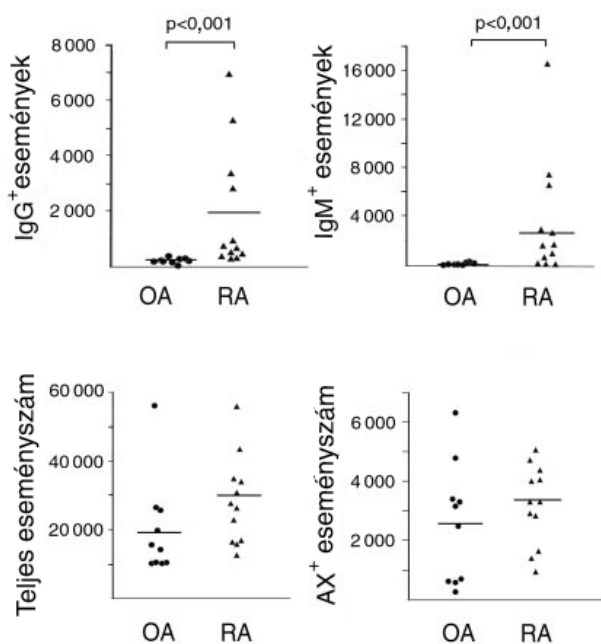 p<0,001
IgG+események
8 000
6 000
4 000
2 000
OA
RA
p<0,001
IgM+ események
16 000
12 000
8 000
4 000
OA
RA
Teljes eseményszám
60 000
40 000
20 000
OA
RA
AX+ eseményszám
6 000
4 000
2 000
OA
RA